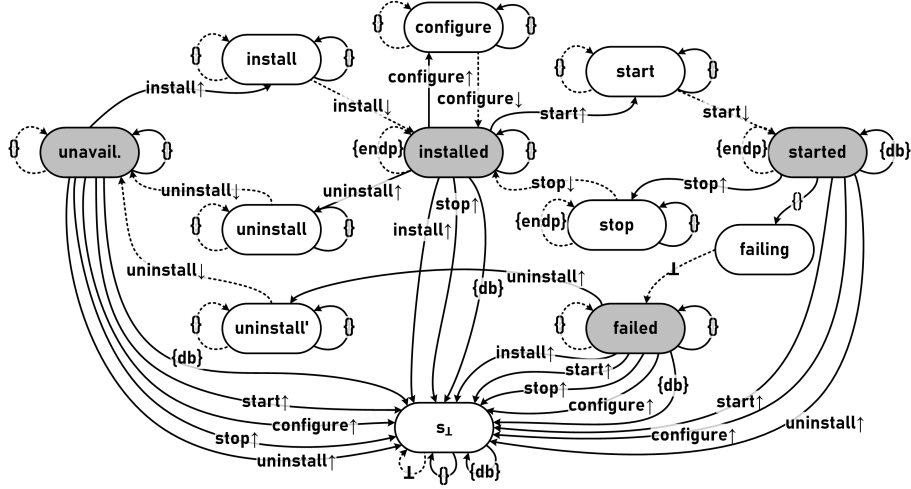 {}
configure
{}
{}
install
{}
{}
start
{}
install↑
configure↑
install↓
configure↓
start↑
start↓
{}
unavail.
{}
{endp}
installed
{}
{endp}
started
{db}
uninstall↓
uninstall↑
stop↓
stop↑
stop↑
{}
{}
uninstall
{}
install↑
{endp}
stop
{}
failing
uninstall↓
⊥
uninstall↑
{db}
{}
uninstall'
{}
{}
failed
{}
{db}
install↑
start↑
stop↑
{db}
start↑
configure↑
start↑
configure↑
stop↑
s⊥
configure↑
uninstall↑
uninstall↑
⊥
{}
{db}